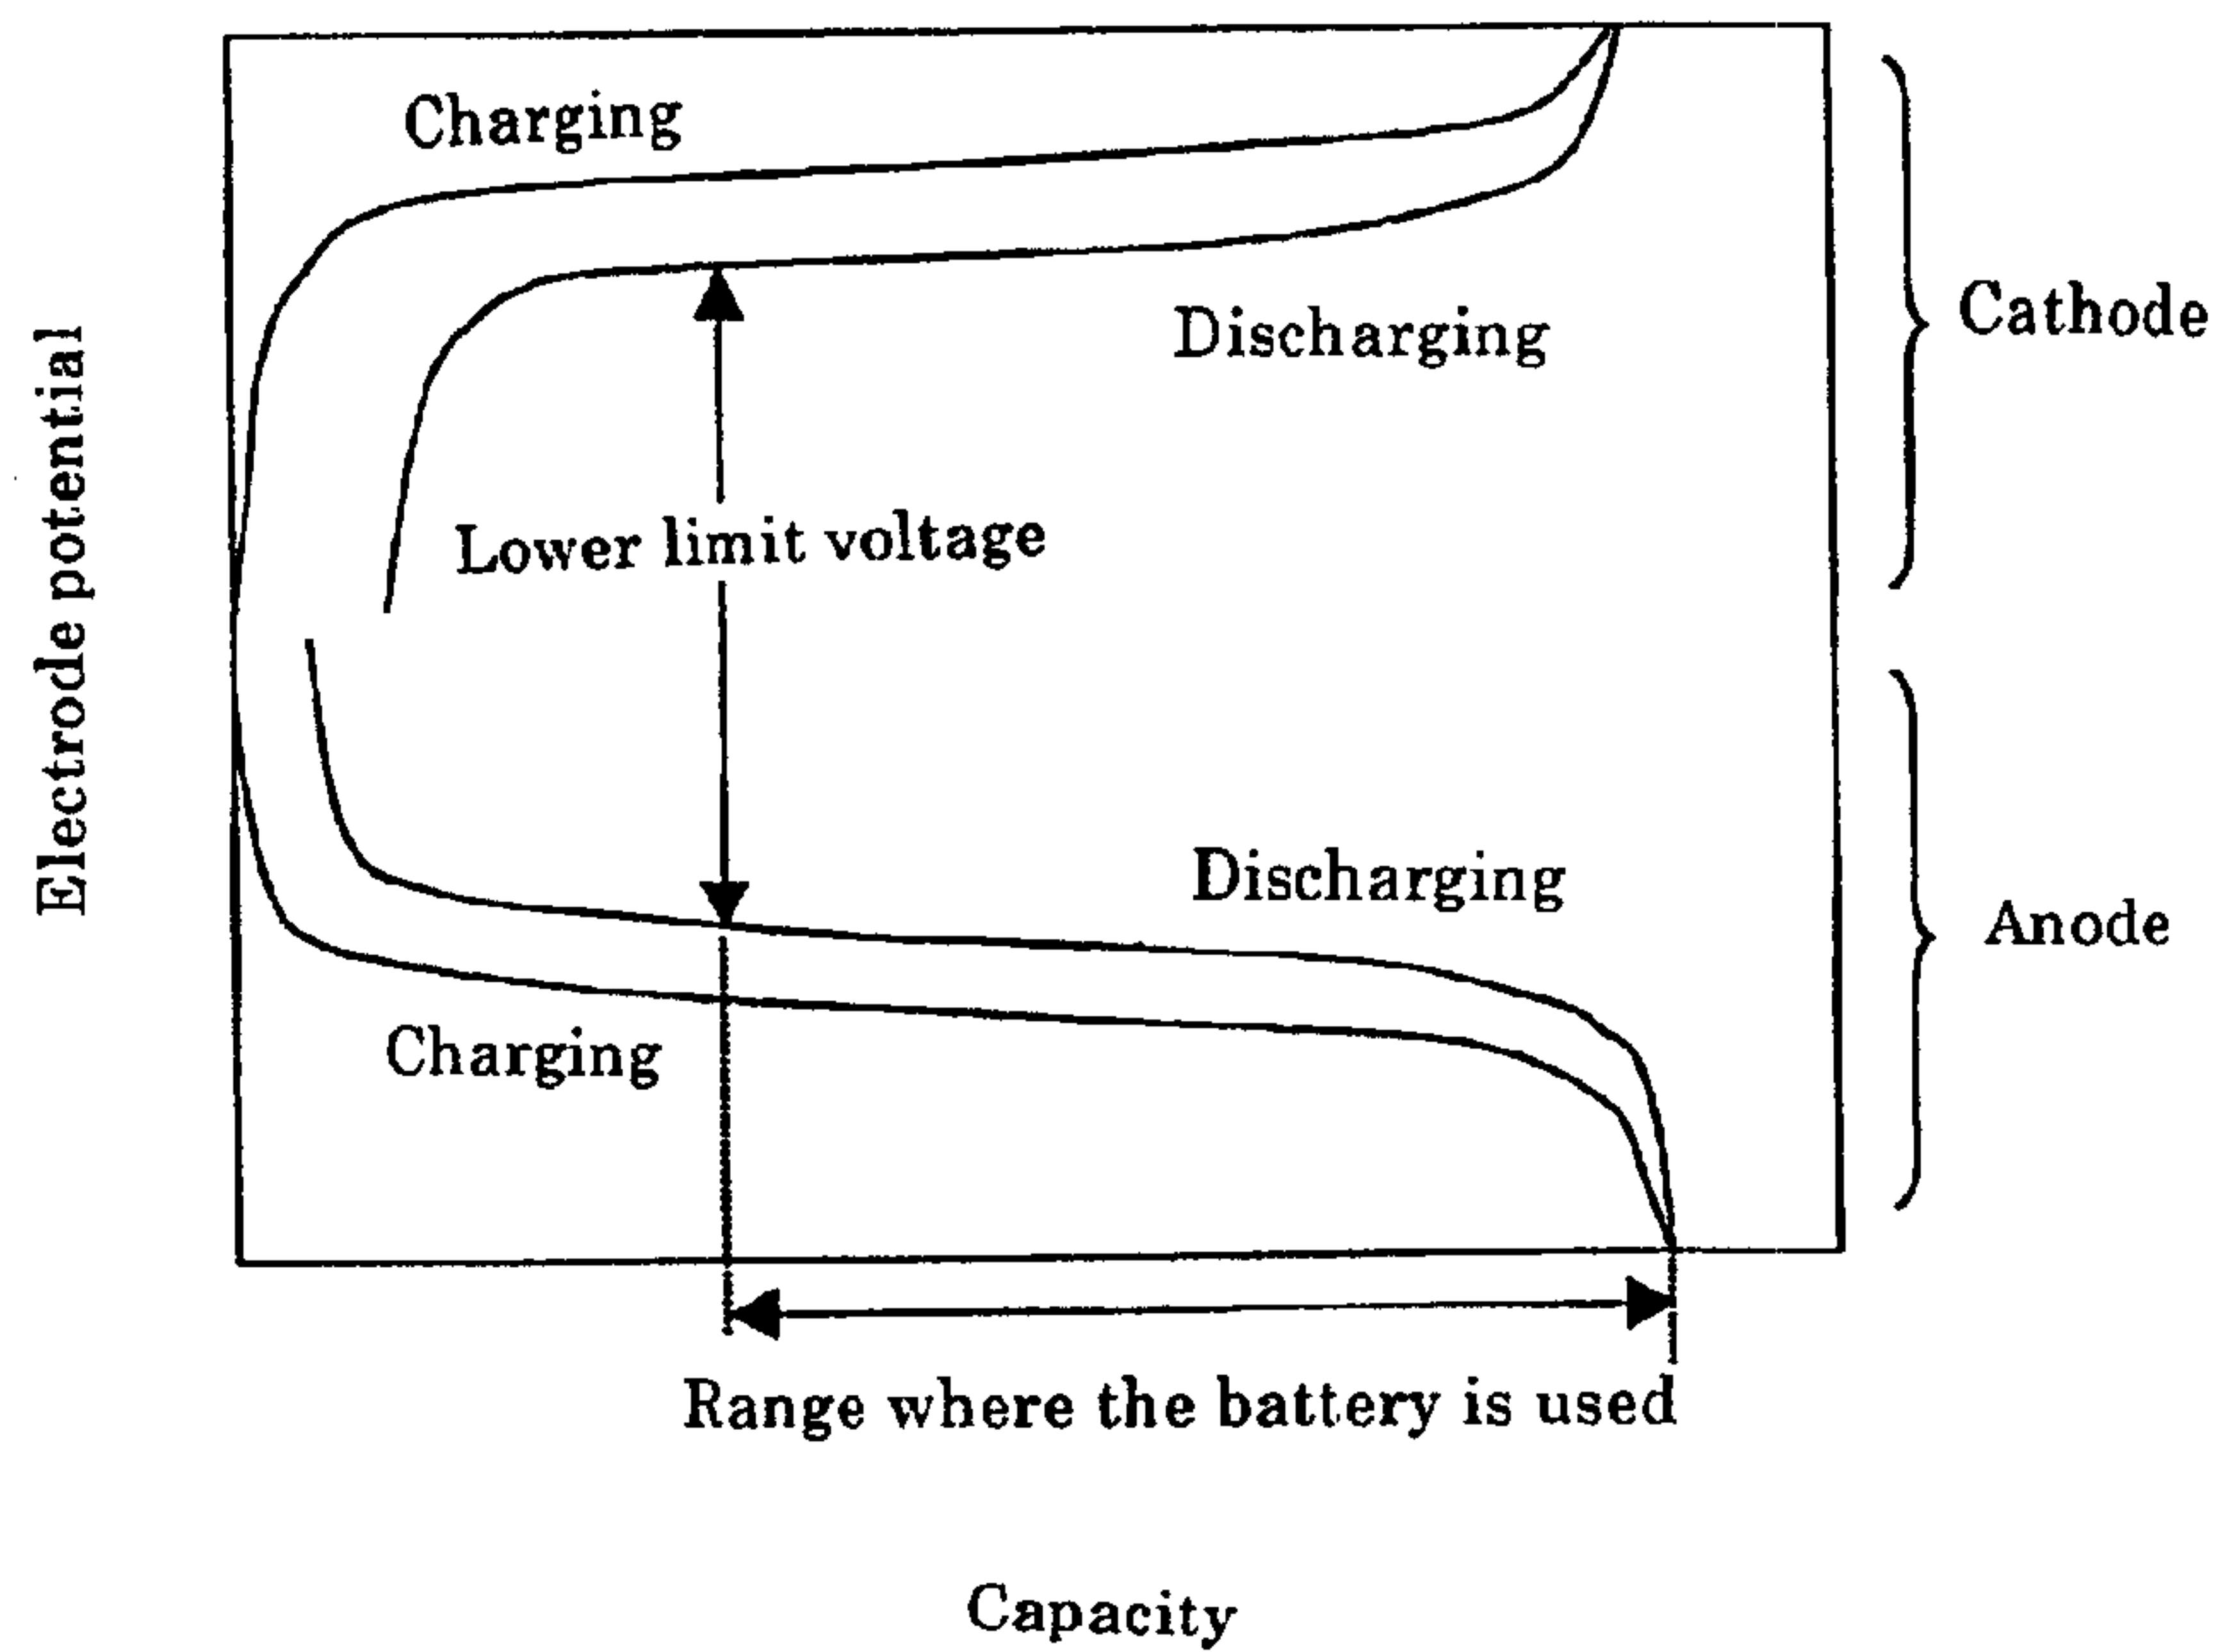 Charging
Cathode
Discharging
Electrode potential
Lower limit voltage
Discharging
Anode
Charging
Range where the battery is used
Capacity